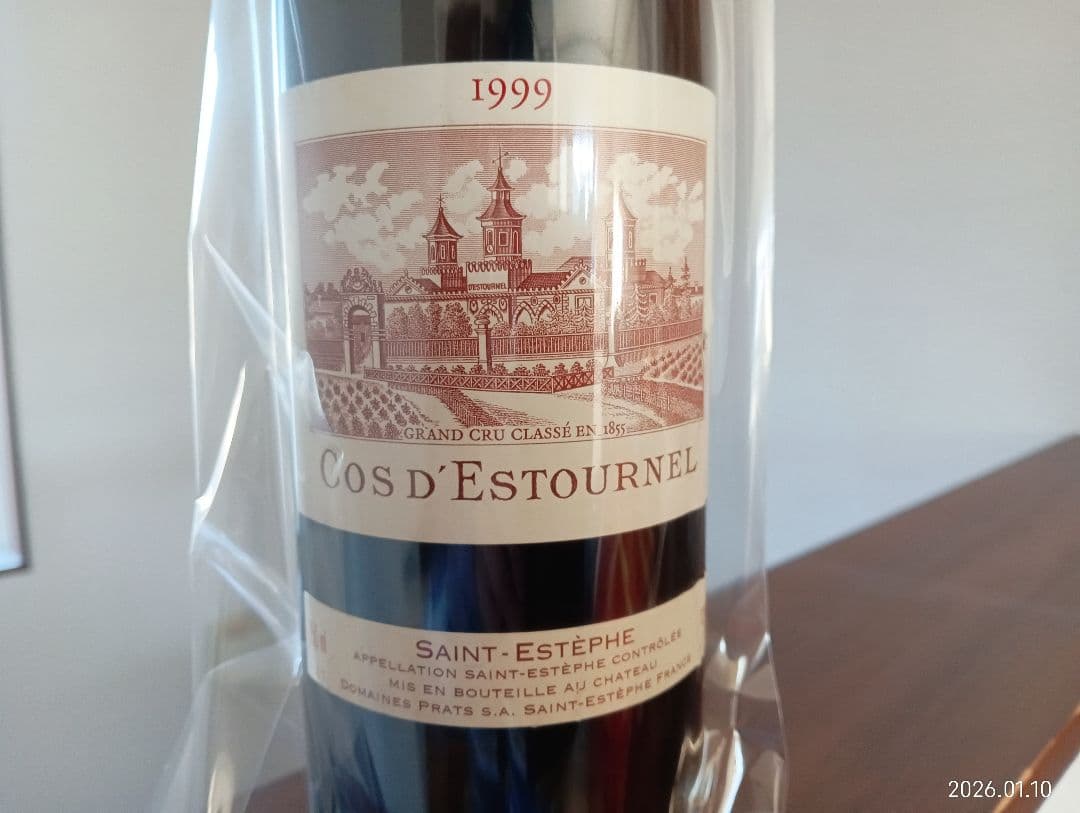 1999
D'ESTOURNEL
GRAND CRU CLASSÉ EN 1855
COS D'ESTOURNEL
SAINT-ESTÈPHE
APPELLATION SAINT-ESTÈPHE CONTRÔLÉE
MIS EN BOUTEILLE AU CHATEAU
DOMAINES PRATS S.A. SAINT-ESTÈPHE FRANCE
2026.01.10